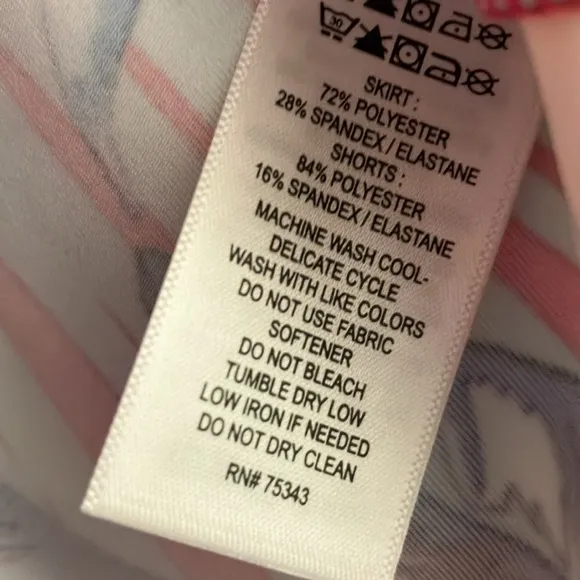 30
SKIRT :
72% POLYESTER
28% SPANDEX / ELASTANE
SHORTS :
84% POLYESTER
16% SPANDEX / ELASTANE
MACHINE WASH COOL-
DELICATE CYCLE
WASH WITH LIKE COLORS
DO NOT USE FABRIC
SOFTENER
DO NOT BLEACH
TUMBLE DRY LOW
LOW IRON IF NEEDED
DO NOT DRY CLEAN
RN# 75343